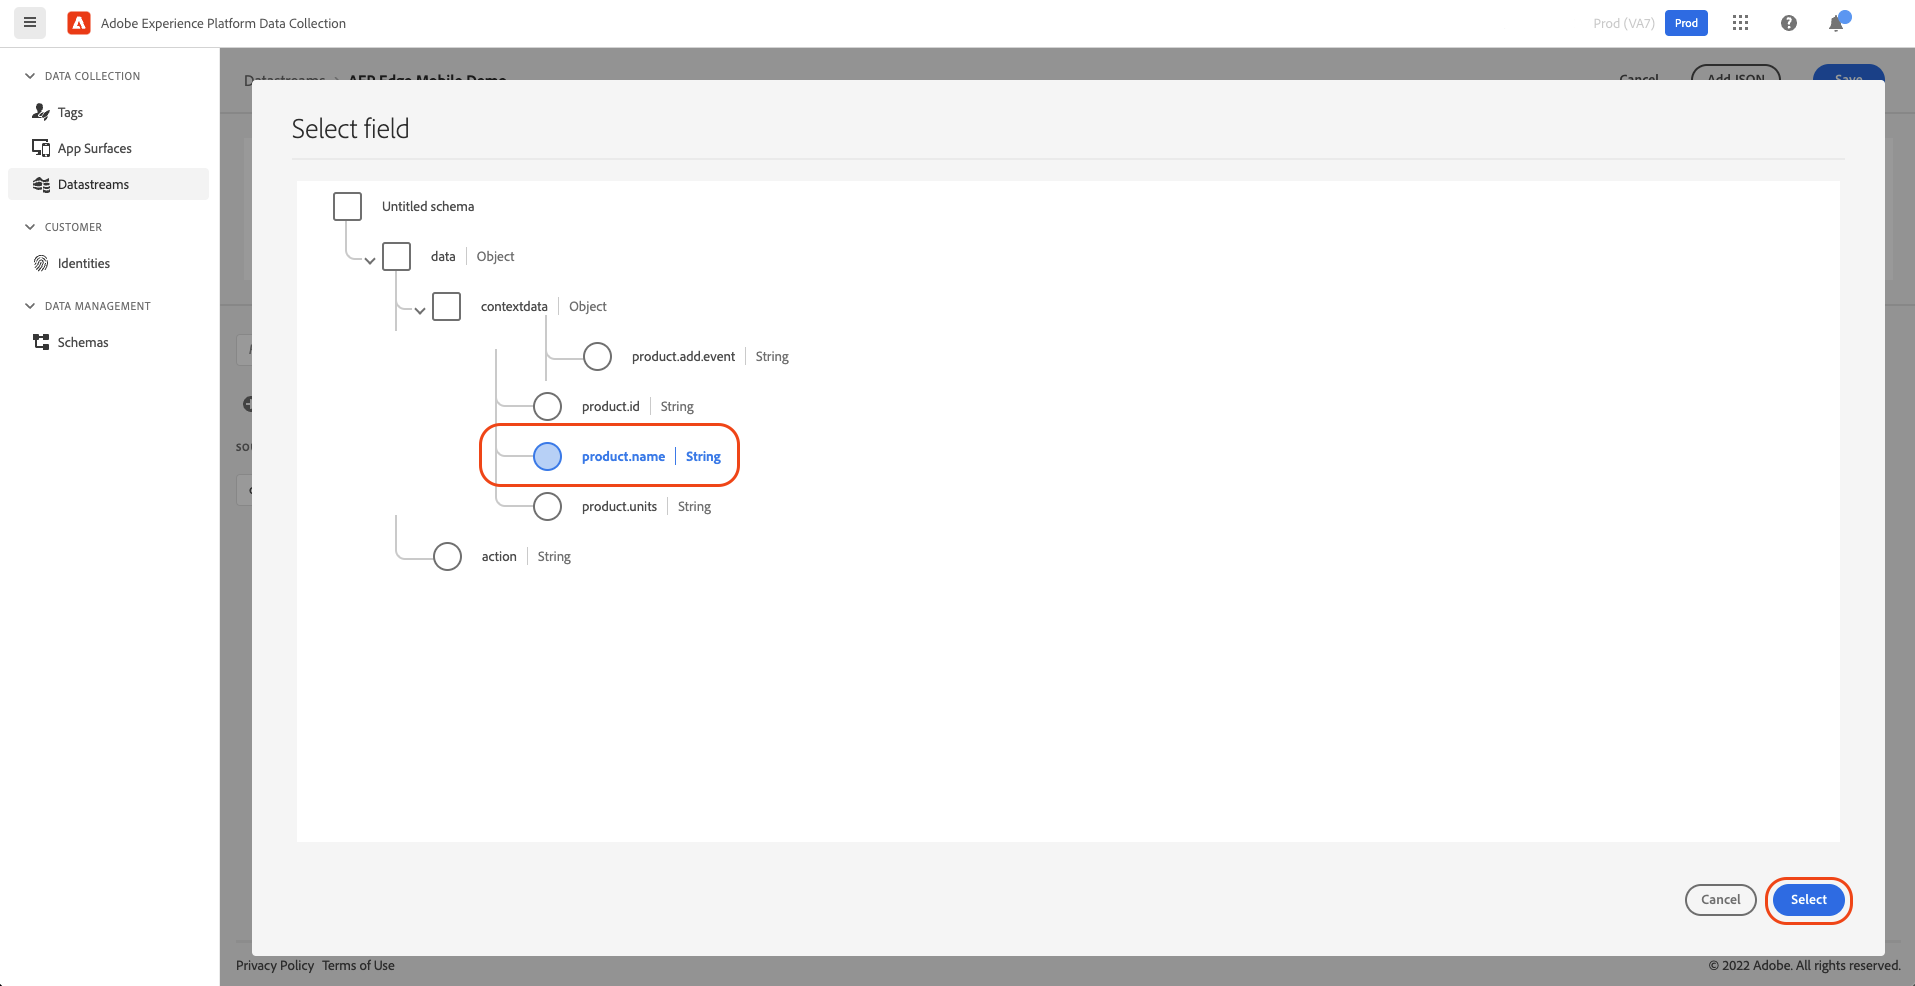 Adobe Experience Platform Data Collection
Prod (VA7) Prod
DATA COLLECTION
Tags
App Surfaces
Datastreams
CUSTOMER
Identities
DATA MANAGEMENT
Schemas
Datastreams AEP Edge Mobile Demo
Cancel Add JSON Save
Select field
Untitled schema
data Object
contextdata Object
product.add.event String
product.id String
product.name String
product.units String
action String
Cancel Select
Privacy Policy Terms of Use
© 2022 Adobe. All rights reserved.